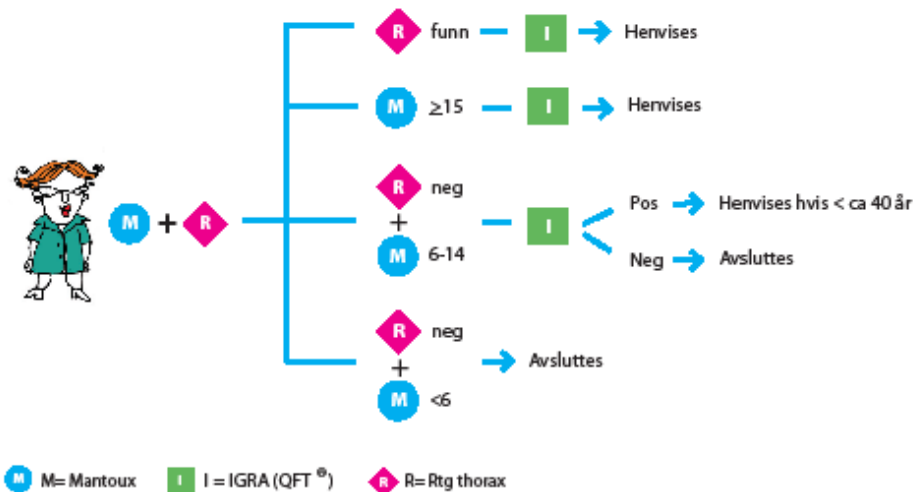 R funn I Henvises
M ≥15 I Henvises
R neg
+
M 6-14 I
Pos Henvises hvis < ca 40 år
Neg Avsluttes
M + R
R neg
+
M <6
Avsluttes
M M= Mantoux I I = IGRA (QFT ®) R R= Rtg thorax